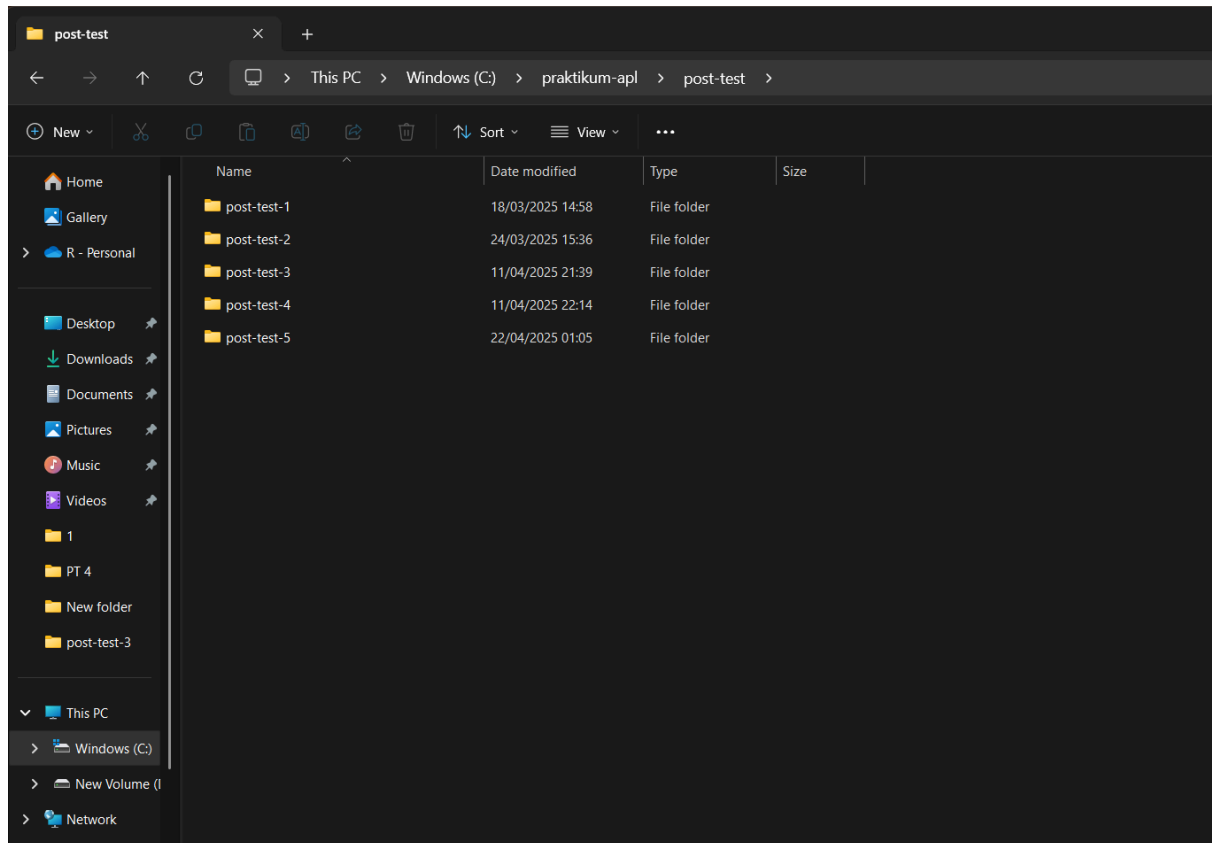 post-test
This PC Windows (C:) praktikum-apl post-test
New Sort View
Name Date modified Type Size
Home
Gallery
R - Personal
Desktop
Downloads
Documents
Pictures
Music
Videos
1
PT 4
New folder
post-test-3
This PC
Windows (C:)
New Volume (
Network
post-test-1 18/03/2025 14:58 File folder
post-test-2 24/03/2025 15:36 File folder
post-test-3 11/04/2025 21:39 File folder
post-test-4 11/04/2025 22:14 File folder
post-test-5 22/04/2025 01:05 File folder